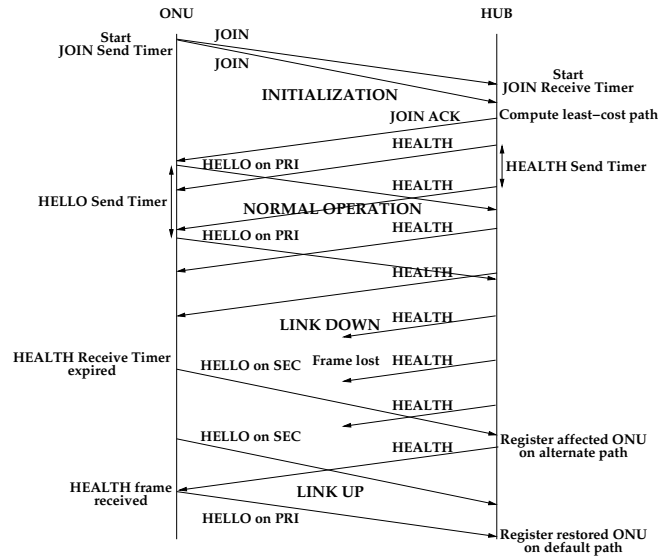 ONU
HUB
Start
JOIN Send Timer
JOIN
JOIN
Start
JOIN Receive Timer
INITIALIZATION
JOIN ACK
Compute least-cost path
HEALTH
HELLO on PRI
HEALTH Send Timer
HEALTH
HELLO Send Timer
NORMAL OPERATION
HEALTH
HELLO on PRI
HEALTH
HEALTH
LINK DOWN
HEALTH Receive Timer
expired
HELLO on SEC
Frame lost
HEALTH
HEALTH
HELLO on SEC
Register affected ONU
on alternate path
HEALTH
HEALTH frame
received
LINK UP
HELLO on PRI
Register restored ONU
on default path